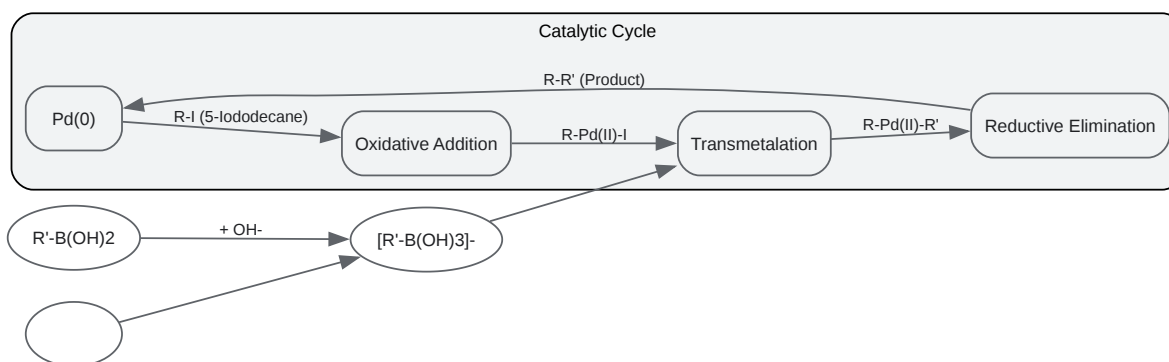 Catalytic Cycle
R-R' (Product)
Pd(0)
R-I (5-Iododecane)
Oxidative Addition
R-Pd(II)-I
Transmetalation
R-Pd(II)-R'
Reductive Elimination
R'-B(OH)2
+ OH-
[R'-B(OH)3]-